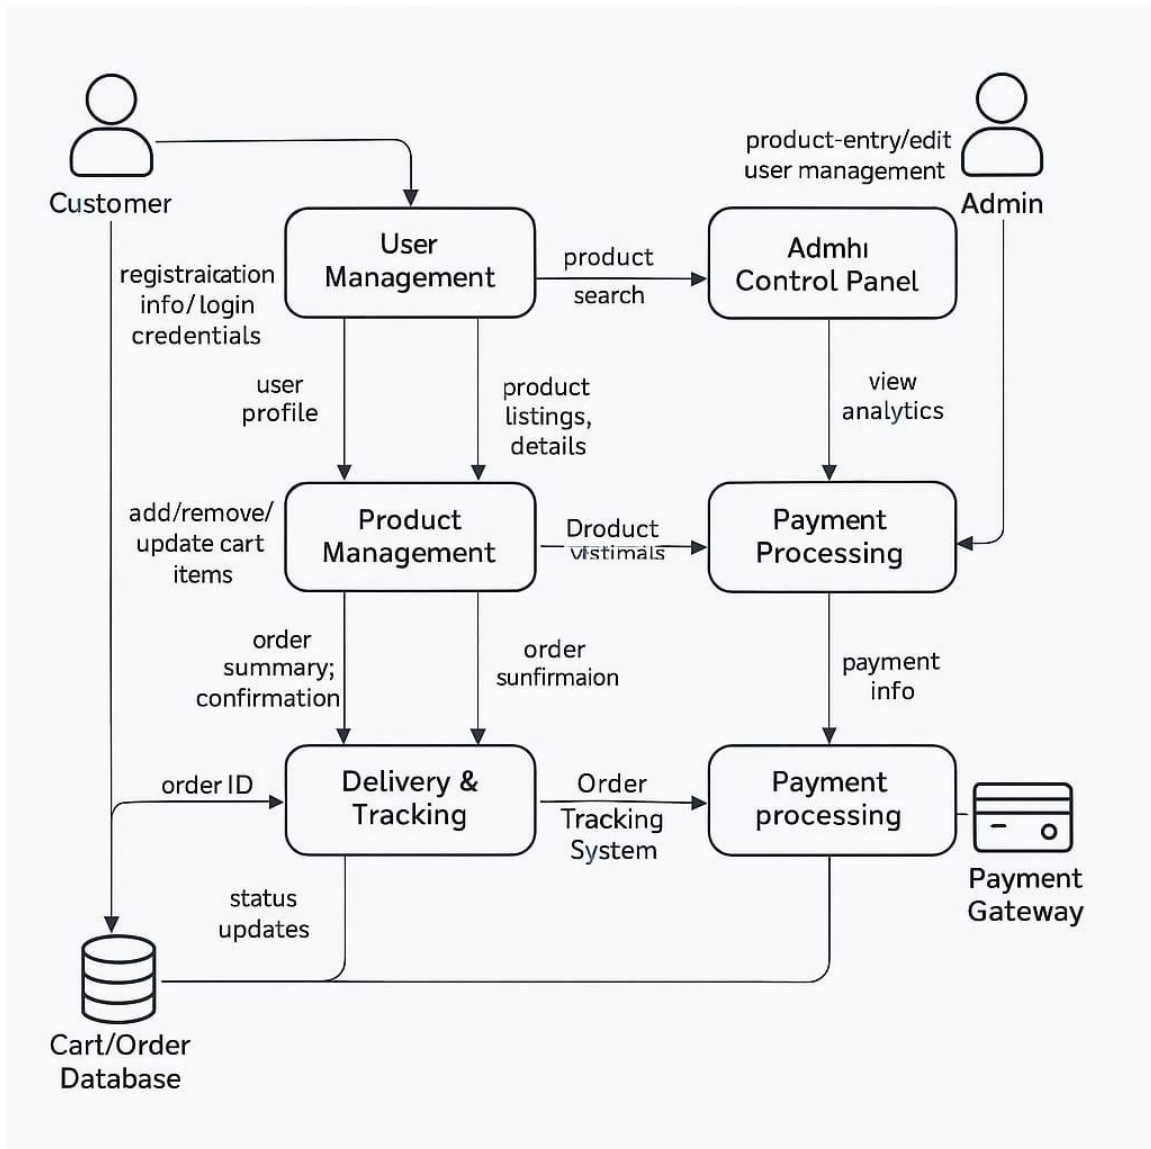 product-entry/edit
user management
Customer
Admin
User
Management
product
search
Admhı
Control Panel
registraication
info/login
credentials
user
profile
product
listings,
details
view
analytics
add/remove/
update cart
items
Product
Management
Droduct
vistimals
Payment
Processing
order
summary;
confirmation
order
sunfirmaion
payment
info
order ID
Delivery &
Tracking
Order
Tracking
System
Payment
processing
Payment
Gateway
status
updates
Cart/Order
Database